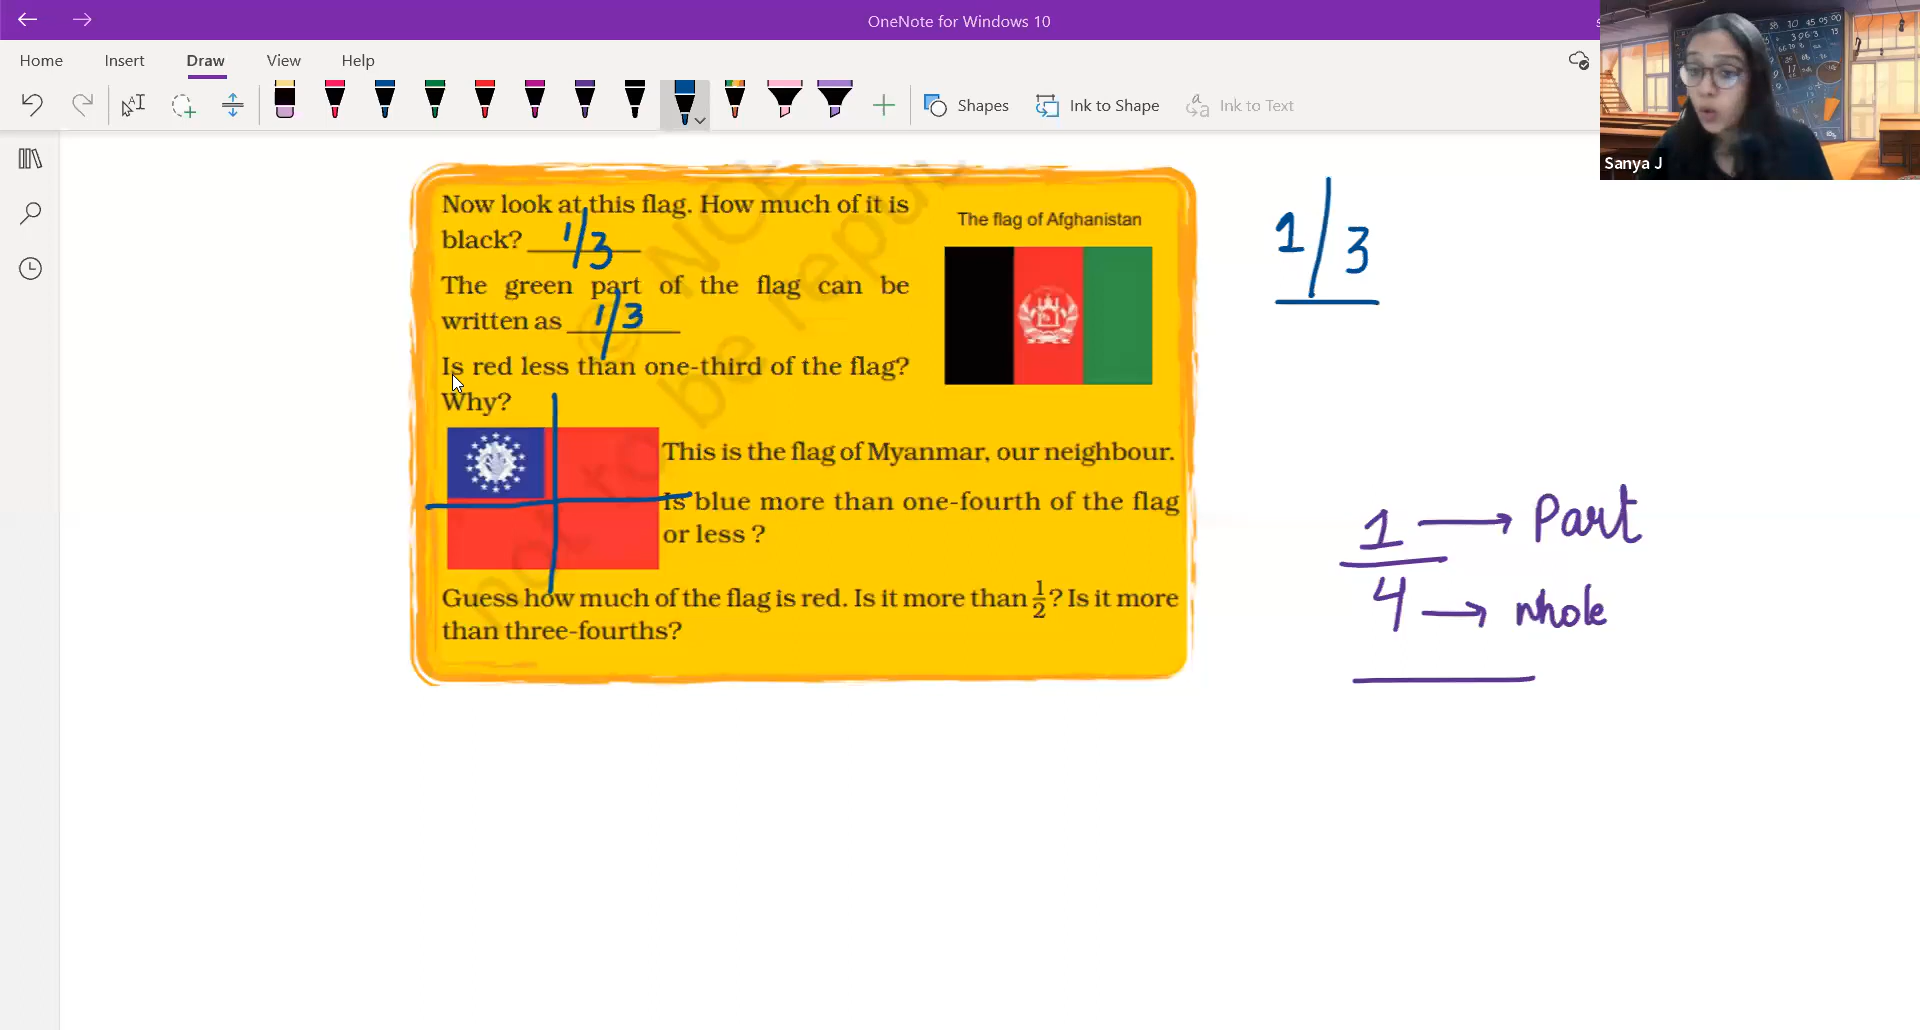 OneNote for Windows 10
Home Insert Draw View Help
Shapes Ink to Shape Ink to Text
Sanya J
Now look at this flag. How much of it is
black? 1/3
The green part of the flag can be
written as 1/3
Is red less than one-third of the flag?
Why?
The flag of Afghanistan
This is the flag of Myanmar, our neighbour.
Is blue more than one-fourth of the flag
or less ?
Guess how much of the flag is red. Is it more than 1/2? Is it more
than three-fourths?
1/3
1 → Part
4 → whole